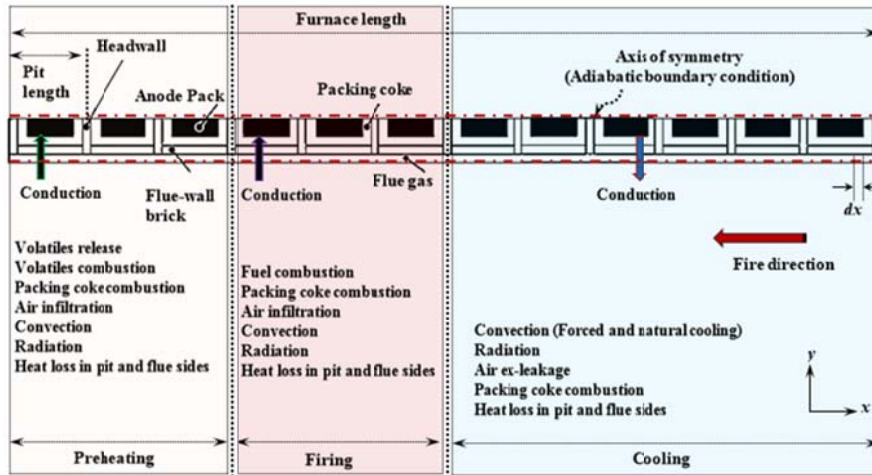 Furnace length
Headwall
Pit
length
Anode Pack
Packing coke
Axis of symmetry
(Adiabatic boundary condition)
Conduction
Flue-wall
brick
Conduction
Flue gas
Conduction
dx
Fire direction
Volatiles release
Volatiles combustion
Packing coke combustion
Air infiltration
Convection
Radiation
Heat loss in pit and flue sides
Fuel combustion
Packing coke combustion
Air infiltration
Convection
Radiation
Heat loss in pit and flue sides
Convection (Forced and natural cooling)
Radiation
Air ex-leakage
Packing coke combustion
Heat loss in pit and flue sides
y
x
Preheating
Firing
Cooling